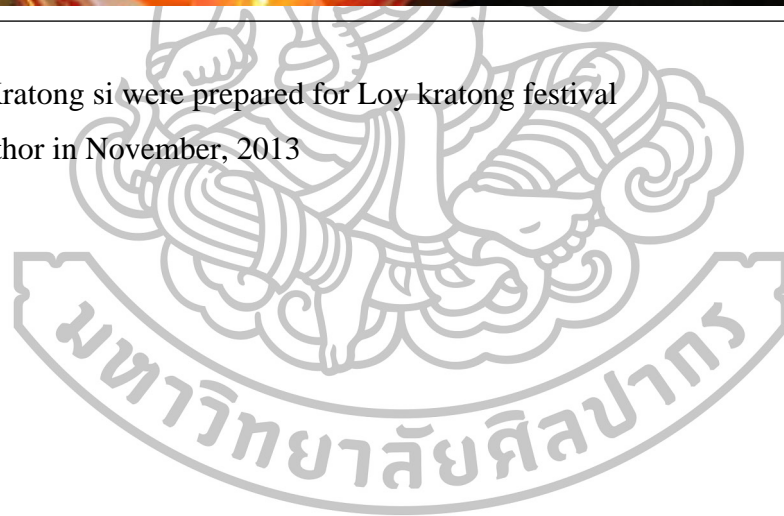 Kratong si were prepared for Loy kratong festival
thor in November, 2013
มหาวิทยาลัยศิลปากร